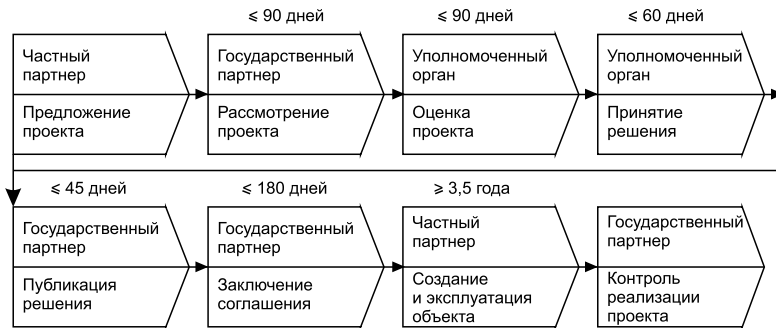 ⩽ 90 дней
⩽ 90 дней
⩽ 60 дней
Частный
партнер
Предложение
проекта
Государственный
партнер
Рассмотрение
проекта
Уполномоченный
орган
Оценка
проекта
Уполномоченный
орган
Принятие
решения
⩽ 45 дней
⩽ 180 дней
⩾ 3,5 года
Государственный
партнер
Публикация
решения
Государственный
партнер
Заключение
соглашения
Частный
партнер
Создание
и эксплуатация
объекта
Государственный
партнер
Контроль
реализации
проекта